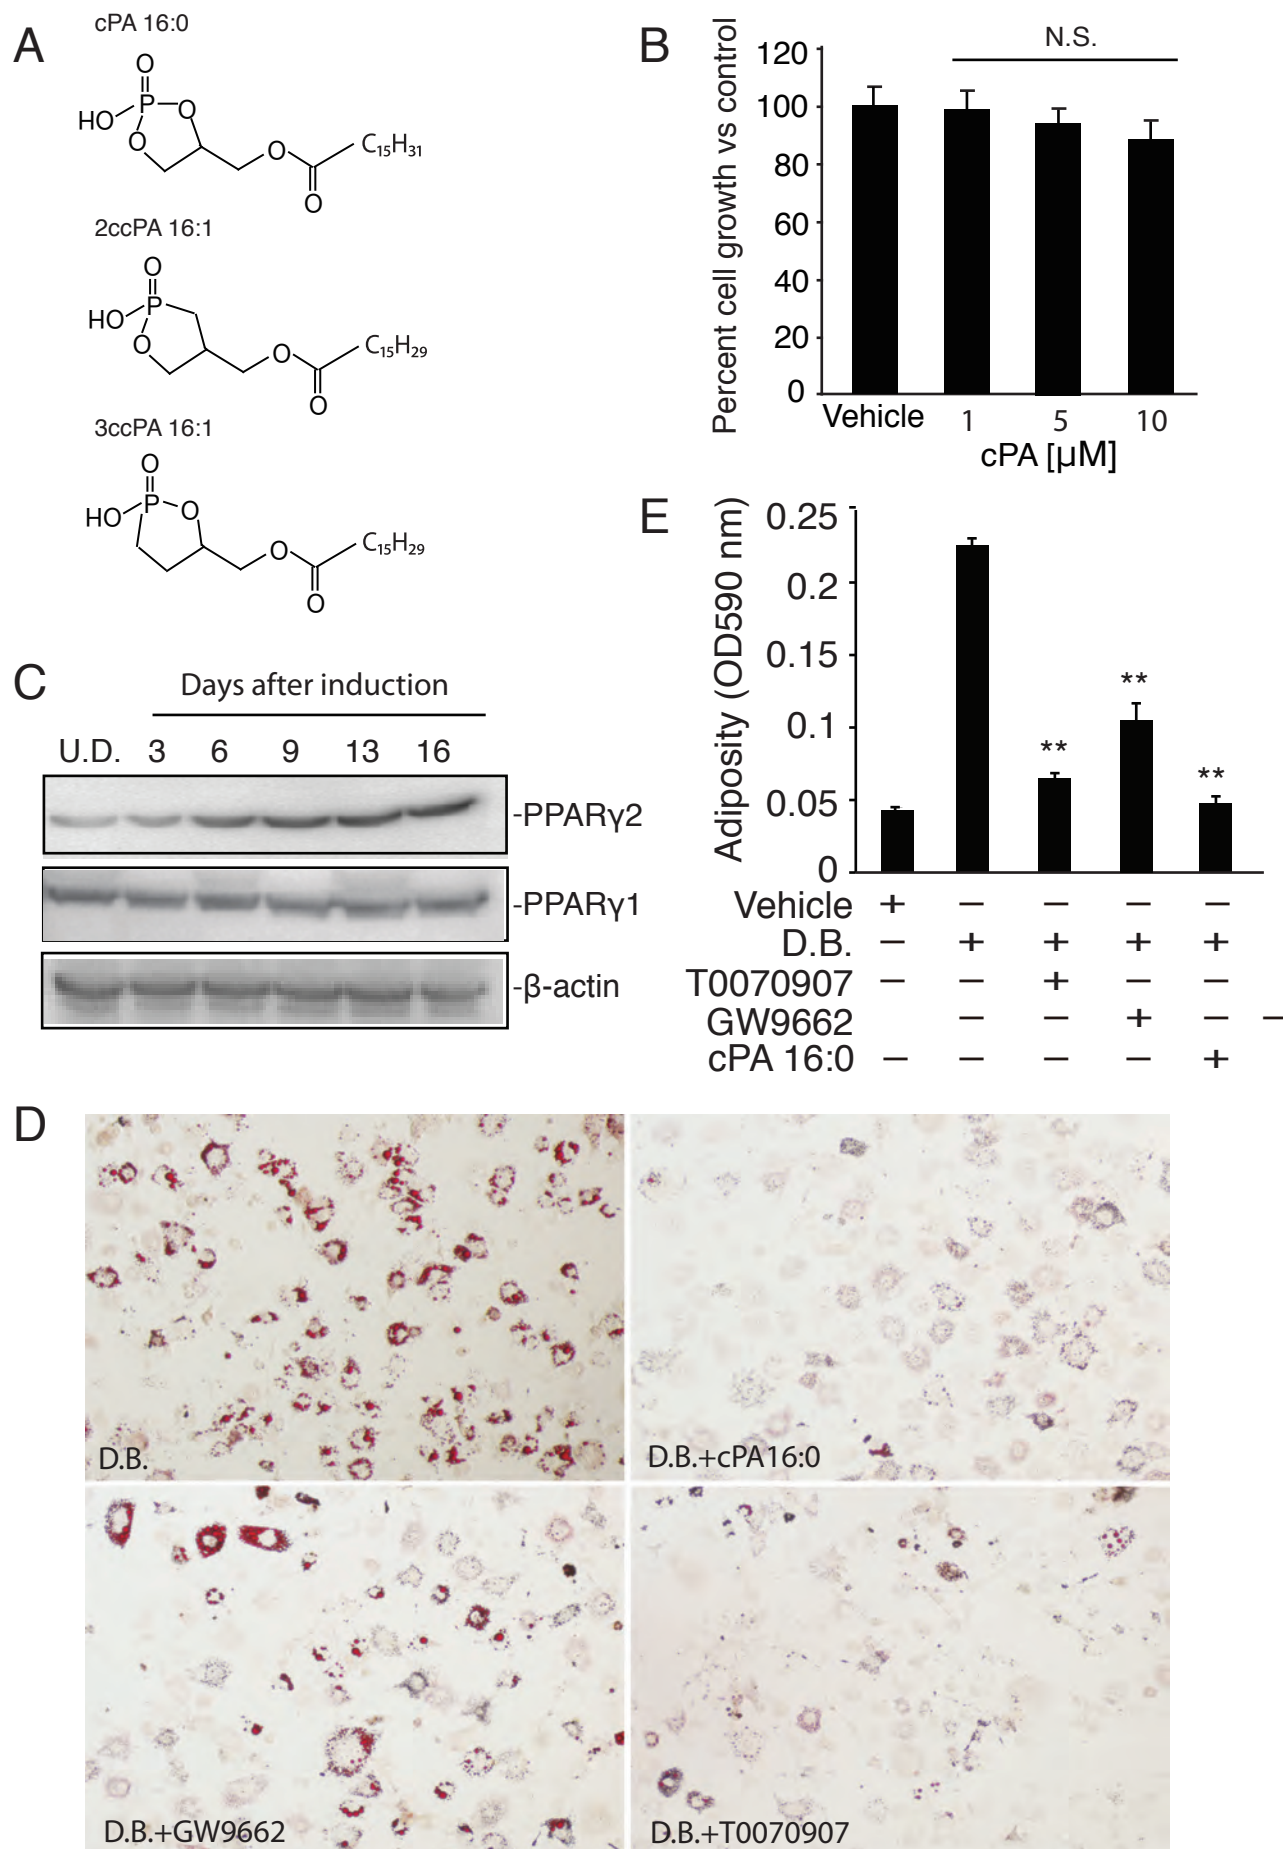 A
cPA 16:0
O
HO P O
O O C₁₅H₃₁
O
2ccPA 16:1
O
HO P
O O C₁₅H₂₉
O
3ccPA 16:1
O
HO P O
O C₁₅H₂₉
O
B
N.S.
Percent cell growth vs control
120
100
80
60
40
20
0
Vehicle 1 5 10
cPA [µM]
C
Days after induction
U.D. 3 6 9 13 16
-PPARγ2
-PPARγ1
-β-actin
E
Adiposity (OD590 nm)
0.25
0.2
0.15
0.1
0.05
0
** ** **
Vehicle + − − − −
D.B. − + + + +
T0070907 − − + − −
GW9662 − − + − −
cPA 16:0 − − − − +
D
D.B.
D.B.+cPA16:0
D.B.+GW9662
D.B.+T0070907